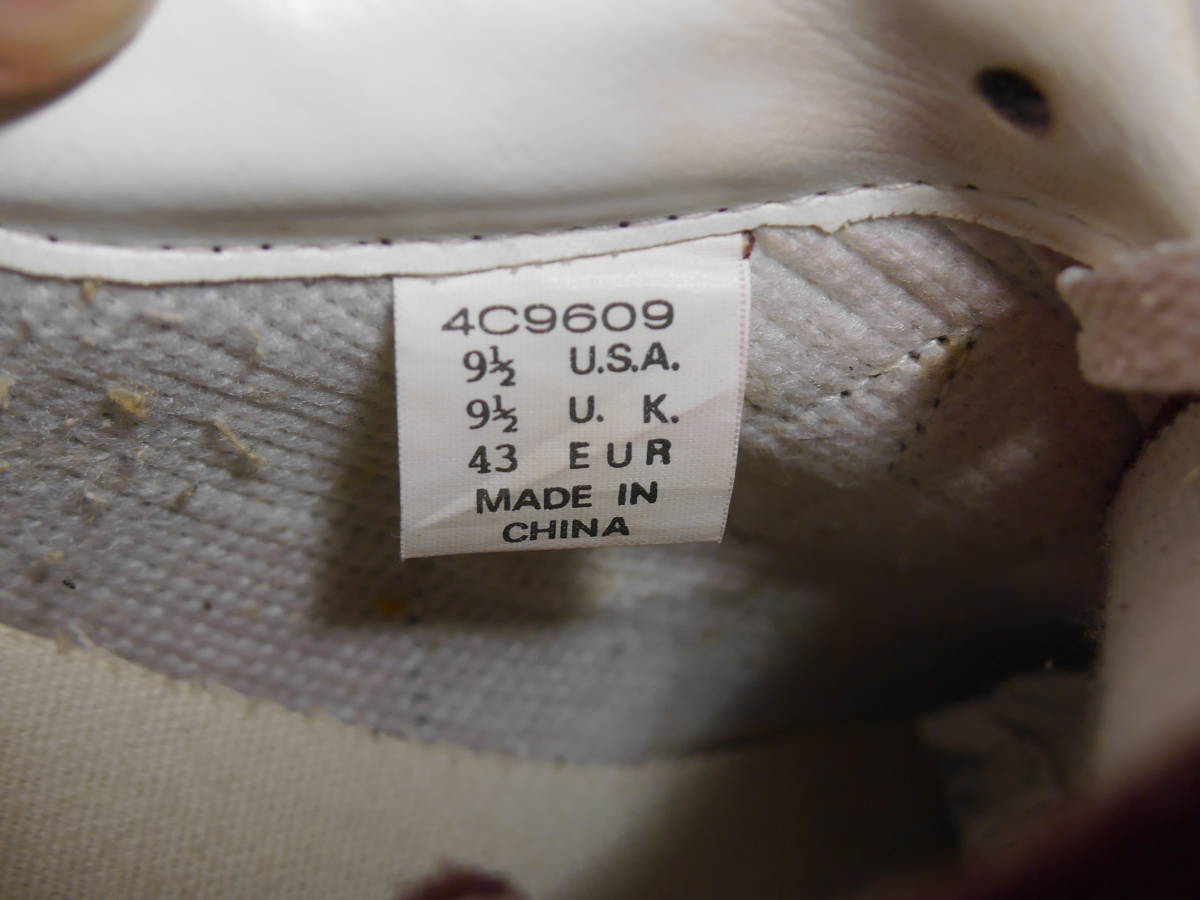 4C9609
9½ U.S.A.
9½ U. K.
43 EUR
MADE IN
CHINA